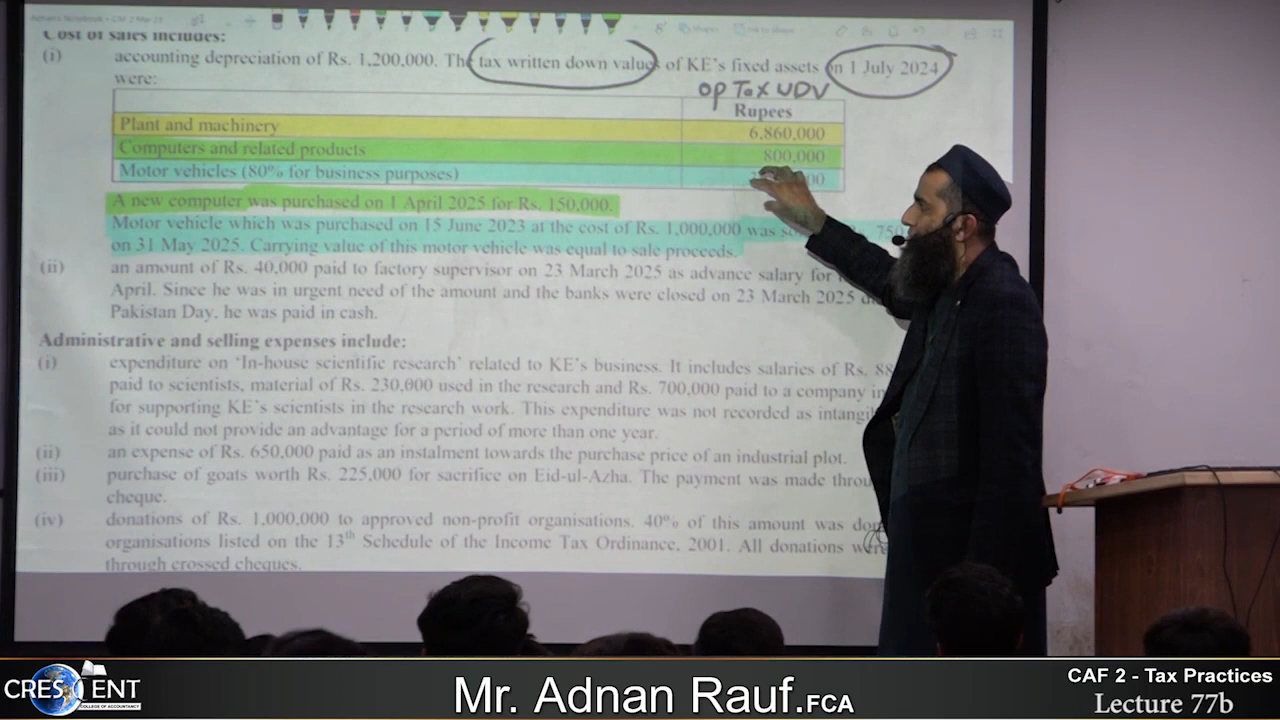 Adnan's Notebook - CAF 2 Mar 25
Cost of sales includes:
(i) accounting depreciation of Rs. 1,200,000. The tax written down values of KE's fixed assets on 1 July 2024
were:
op Tax WDV
Rupees
Plant and machinery 6,860,000
Computers and related products 800,000
Motor vehicles (80% for business purposes)
A new computer was purchased on 1 April 2025 for Rs. 150,000.
Motor vehicle which was purchased on 15 June 2023 at the cost of Rs. 1,000,000 was
on 31 May 2025. Carrying value of this motor vehicle was equal to sale proceeds.
(ii) an amount of Rs. 40,000 paid to factory supervisor on 23 March 2025 as advance salary for
April. Since he was in urgent need of the amount and the banks were closed on 23 March 2025
Pakistan Day, he was paid in cash.
Administrative and selling expenses include:
(i) expenditure on 'In-house scientific research' related to KE's business. It includes salaries of Rs. 88
paid to scientists, material of Rs. 230,000 used in the research and Rs. 700,000 paid to a company in
for supporting KE's scientists in the research work. This expenditure was not recorded as
as it could not provide an advantage for a period of more than one year.
(ii) an expense of Rs. 650,000 paid as an instalment towards the purchase price of an industrial plot.
(iii) purchase of goats worth Rs. 225,000 for sacrifice on Eid-ul-Azha. The payment was made
cheque.
(iv) donations of Rs. 1,000,000 to approved non-profit organisations. 40% of this amount was
organisations listed on the 13th Schedule of the Income Tax Ordinance, 2001. All donations were
through crossed cheques.
CRESCENT
COLLEGE OF ACCOUNTANCY
Mr. Adnan Rauf.FCA
CAF 2 - Tax Practices
Lecture 77b